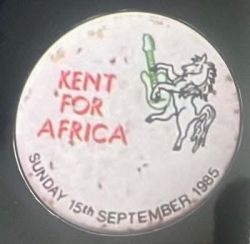 KENT
FOR
AFRICA
SUNDAY 15th SEPTEMBER 1985